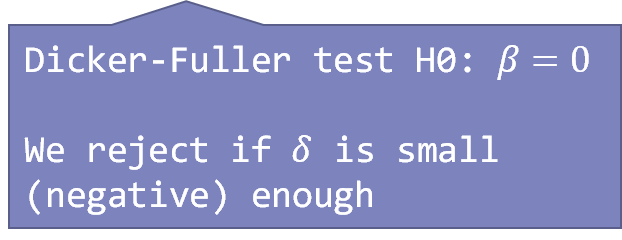 Dicker-Fuller test H0: β = 0
We reject if δ is small
(negative) enough